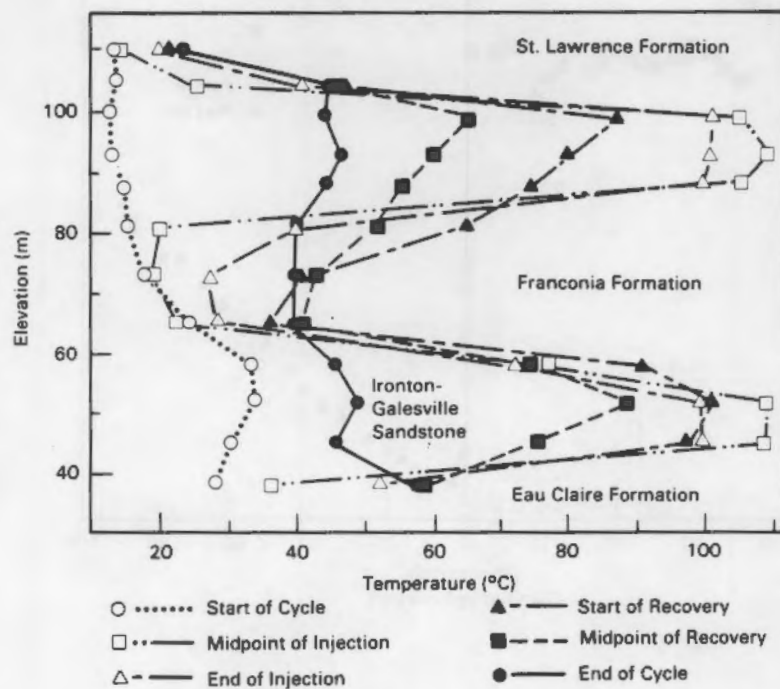 St. Lawrence Formation
100
80
60
40
Elevation (m)
Franconia Formation
Ironton-
Galesville
Sandstone
Eau Claire Formation
20 40 60 80 100
Temperature (°C)
Start of Cycle
Midpoint of Injection
End of Injection
Start of Recovery
Midpoint of Recovery
End of Cycle